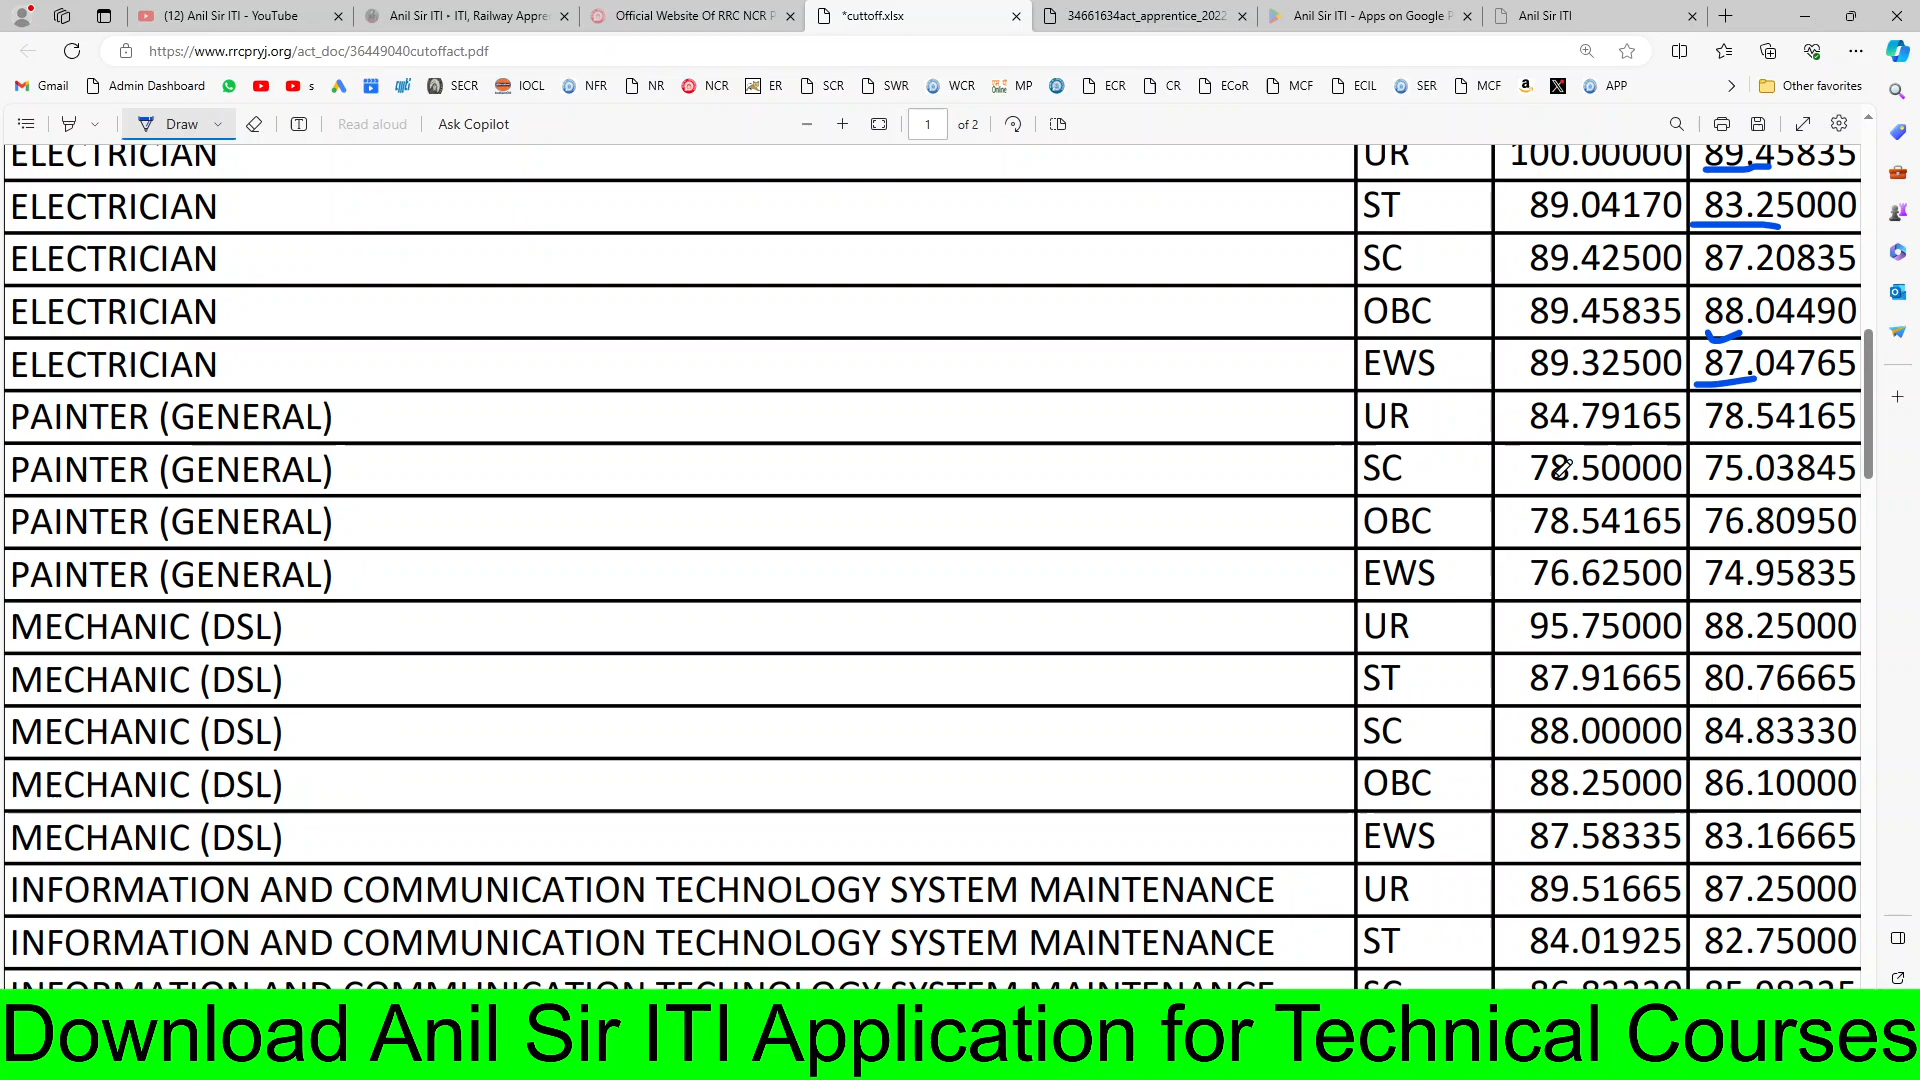 (12) Anil Sir ITI - YouTube
Anil Sir ITI • ITI, Railway Appre
Official Website Of RRC NCR P
*cuttoff.xlsx
34661634act_apprentice_2022
Anil Sir ITI - Apps on Google P
Anil Sir ITI
https://www.rrcpryj.org/act_doc/36449040cutoffact.pdf
Gmail Admin Dashboard s SECR IOCL NFR NR NCR ER SCR SWR WCR MP ECR CR ECoR MCF ECIL SER MCF APP Other favorites
Draw Read aloud Ask Copilot 1 of 2
ELECTRICIAN UR 100.00000 89.45835
ELECTRICIAN ST 89.04170 83.25000
ELECTRICIAN SC 89.42500 87.20835
ELECTRICIAN OBC 89.45835 88.04490
ELECTRICIAN EWS 89.32500 87.04765
PAINTER (GENERAL) UR 84.79165 78.54165
PAINTER (GENERAL) SC 78.50000 75.03845
PAINTER (GENERAL) OBC 78.54165 76.80950
PAINTER (GENERAL) EWS 76.62500 74.95835
MECHANIC (DSL) UR 95.75000 88.25000
MECHANIC (DSL) ST 87.91665 80.76665
MECHANIC (DSL) SC 88.00000 84.83330
MECHANIC (DSL) OBC 88.25000 86.10000
MECHANIC (DSL) EWS 87.58335 83.16665
INFORMATION AND COMMUNICATION TECHNOLOGY SYSTEM MAINTENANCE UR 89.51665 87.25000
INFORMATION AND COMMUNICATION TECHNOLOGY SYSTEM MAINTENANCE ST 84.01925 82.75000
INFORMATION AND COMMUNICATION TECHNOLOGY SYSTEM MAINTENANCE SC
Download Anil Sir ITI Application for Technical Courses